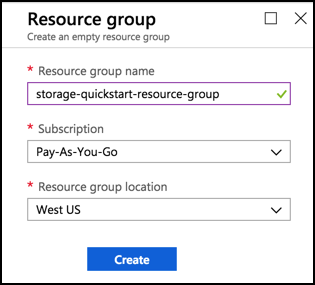 Resource group
Create an empty resource group
* Resource group name
storage-quickstart-resource-group
* Subscription
Pay-As-You-Go
* Resource group location
West US
Create